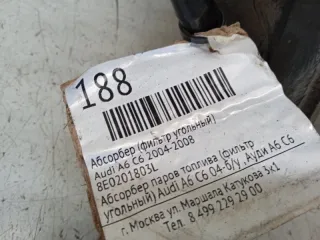 188
Абсорбер (фильтр угольный)
Audi A6 C6 2004-2008
8E0201803L
Абсорбер паров топлива (фильтр
угольный) Audi A6 C6 04-б/у , Ауди А6 С6
г. Москва ул. Маршала Катукова 5к1
Тел. 8 499 239 29 00